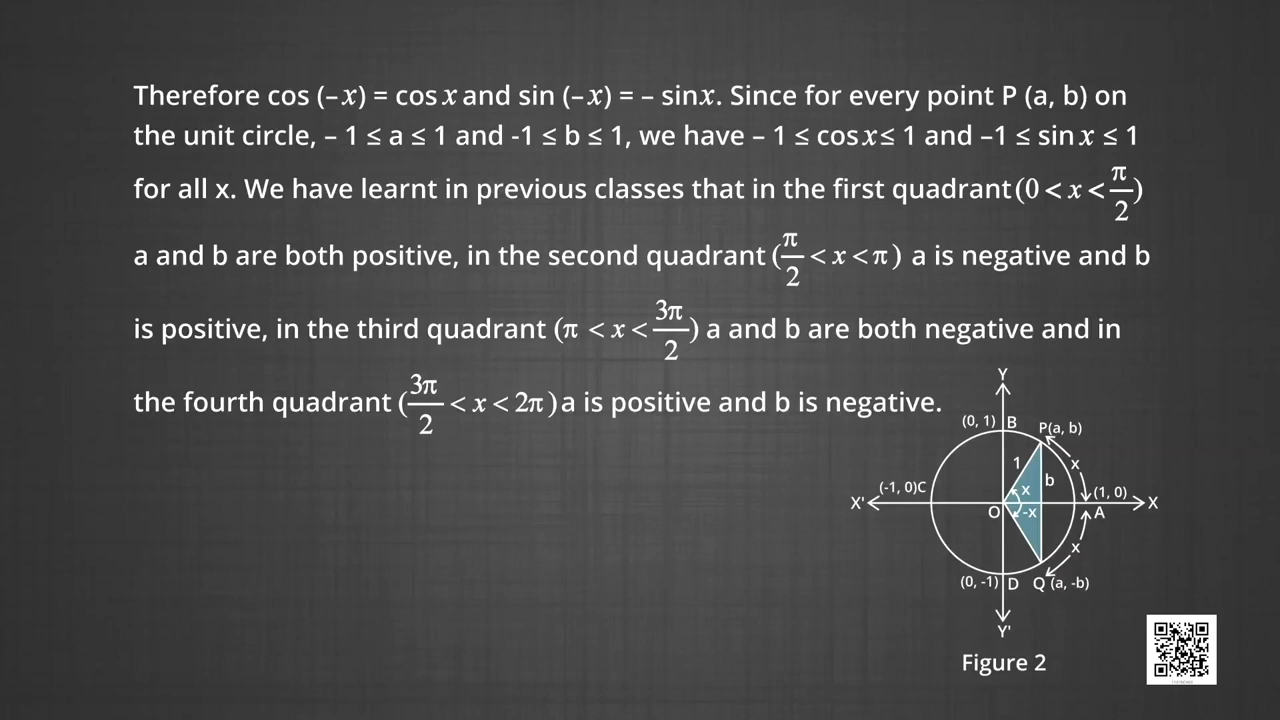 Therefore cos (−x) = cos x and sin (−x) = − sinx. Since for every point P (a, b) on
the unit circle, − 1 ≤ a ≤ 1 and -1 ≤ b ≤ 1, we have − 1 ≤ cos x ≤ 1 and −1 ≤ sin x ≤ 1
for all x. We have learnt in previous classes that in the first quadrant (0 < x < π/2)
a and b are both positive, in the second quadrant (π/2 < x < π) a is negative and b
is positive, in the third quadrant (π < x < 3π/2) a and b are both negative and in
the fourth quadrant (3π/2 < x < 2π) a is positive and b is negative.
Y
(0, 1) B P(a, b)
1 x
b
(-1, 0)C x (1, 0)
X' O -x A X
x
(0, -1) D Q (a, -b)
Y'
Figure 2